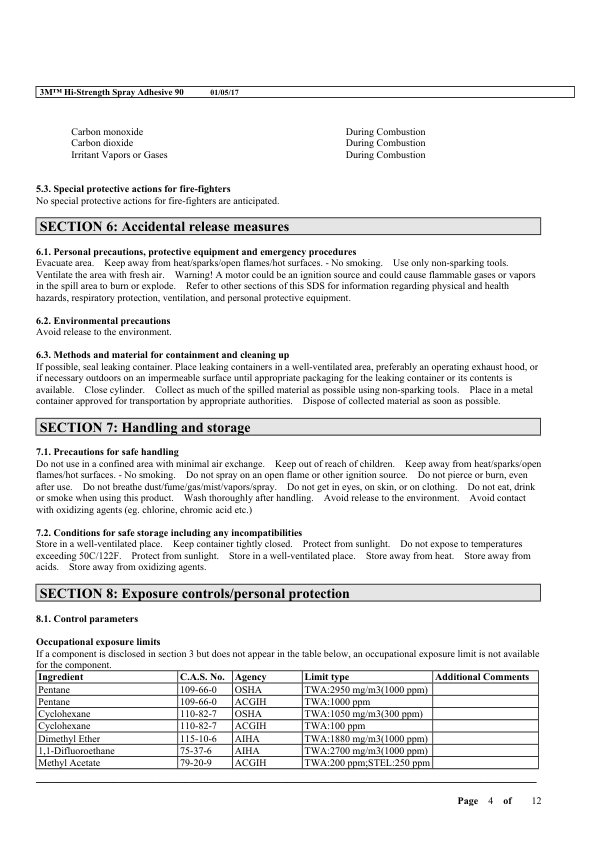 3M™ Hi-Strength Spray Adhesive 90 01/05/17
Carbon monoxide During Combustion
Carbon dioxide During Combustion
Irritant Vapors or Gases During Combustion
5.3. Special protective actions for fire-fighters
No special protective actions for fire-fighters are anticipated.
SECTION 6: Accidental release measures
6.1. Personal precautions, protective equipment and emergency procedures
Evacuate area. Keep away from heat/sparks/open flames/hot surfaces. - No smoking. Use only non-sparking tools.
Ventilate the area with fresh air. Warning! A motor could be an ignition source and could cause flammable gases or vapors
in the spill area to burn or explode. Refer to other sections of this SDS for information regarding physical and health
hazards, respiratory protection, ventilation, and personal protective equipment.
6.2. Environmental precautions
Avoid release to the environment.
6.3. Methods and material for containment and cleaning up
If possible, seal leaking container. Place leaking containers in a well-ventilated area, preferably an operating exhaust hood, or
if necessary outdoors on an impermeable surface until appropriate packaging for the leaking container or its contents is
available. Close cylinder. Collect as much of the spilled material as possible using non-sparking tools. Place in a metal
container approved for transportation by appropriate authorities. Dispose of collected material as soon as possible.
SECTION 7: Handling and storage
7.1. Precautions for safe handling
Do not use in a confined area with minimal air exchange. Keep out of reach of children. Keep away from heat/sparks/open
flames/hot surfaces. - No smoking. Do not spray on an open flame or other ignition source. Do not pierce or burn, even
after use. Do not breathe dust/fume/gas/mist/vapors/spray. Do not get in eyes, on skin, or on clothing. Do not eat, drink
or smoke when using this product. Wash thoroughly after handling. Avoid release to the environment. Avoid contact
with oxidizing agents (eg. chlorine, chromic acid etc.)
7.2. Conditions for safe storage including any incompatibilities
Store in a well-ventilated place. Keep container tightly closed. Protect from sunlight. Do not expose to temperatures
exceeding 50C/122F. Protect from sunlight. Store in a well-ventilated place. Store away from heat. Store away from
acids. Store away from oxidizing agents.
SECTION 8: Exposure controls/personal protection
8.1. Control parameters
Occupational exposure limits
If a component is disclosed in section 3 but does not appear in the table below, an occupational exposure limit is not available
for the component.
Ingredient C.A.S. No. Agency Limit type Additional Comments
Pentane 109-66-0 OSHA TWA:2950 mg/m3(1000 ppm)
Pentane 109-66-0 ACGIH TWA:1000 ppm
Cyclohexane 110-82-7 OSHA TWA:1050 mg/m3(300 ppm)
Cyclohexane 110-82-7 ACGIH TWA:100 ppm
Dimethyl Ether 115-10-6 AIHA TWA:1880 mg/m3(1000 ppm)
1,1-Difluoroethane 75-37-6 AIHA TWA:2700 mg/m3(1000 ppm)
Methyl Acetate 79-20-9 ACGIH TWA:200 ppm;STEL:250 ppm
Page 4 of 12